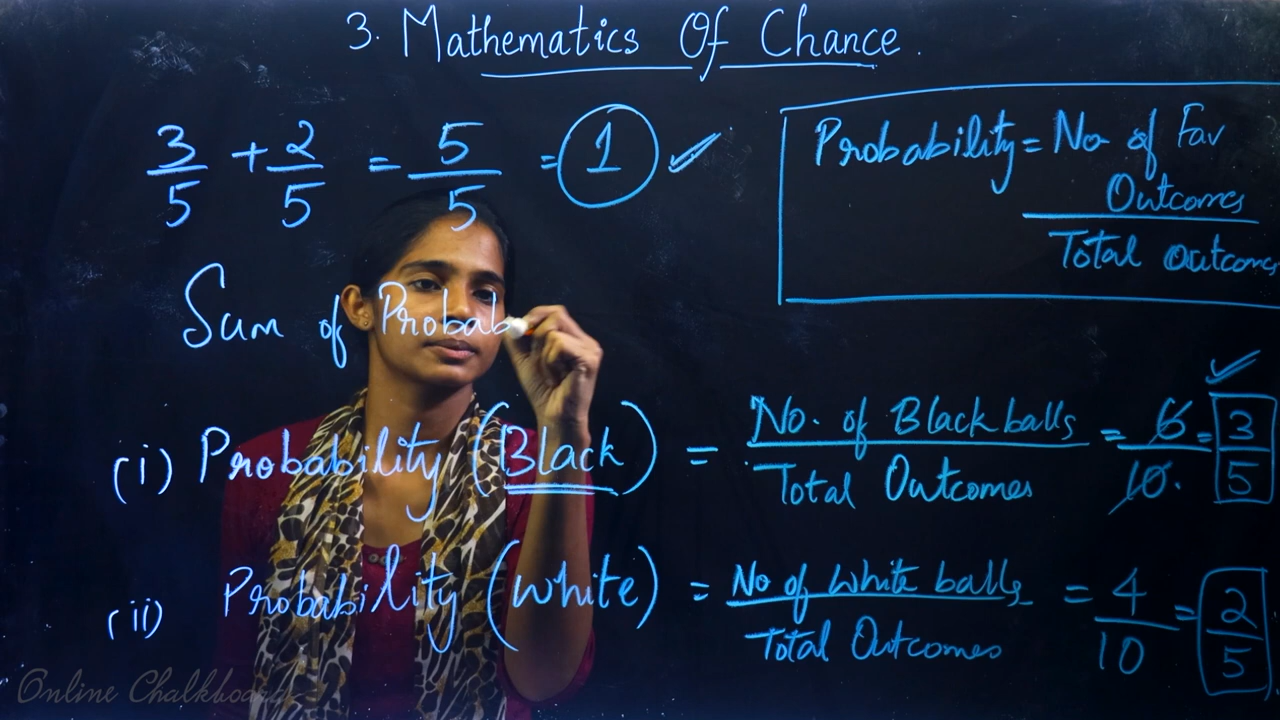 3. Mathematics Of Chance.
3/5 + 2/5 = 5/5 = 1 ✓
Probability = No of Fav
Outcomes
Total outcomes
Sum of Probab
(i) Probability (Black) = No. of Black balls / Total Outcomes = 6/10. = 3/5 ✓
(ii) Probability (White) = No of White balls / Total Outcomes = 4/10 = 2/5
Online Chalkboard